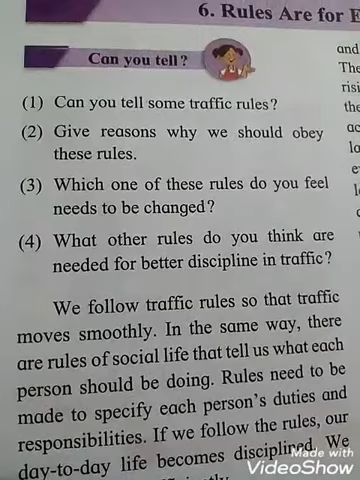 6. Rules Are for E
Can you tell?
(1) Can you tell some traffic rules?
(2) Give reasons why we should obey
these rules.
(3) Which one of these rules do you feel
needs to be changed?
(4) What other rules do you think are
needed for better discipline in traffic?
We follow traffic rules so that traffic
moves smoothly. In the same way, there
are rules of social life that tell us what each
person should be doing. Rules need to be
made to specify each person's duties and
responsibilities. If we follow the rules, our
day-to-day life becomes disciplined. We
and
The
risi
the
ac
Made with
VideoShow